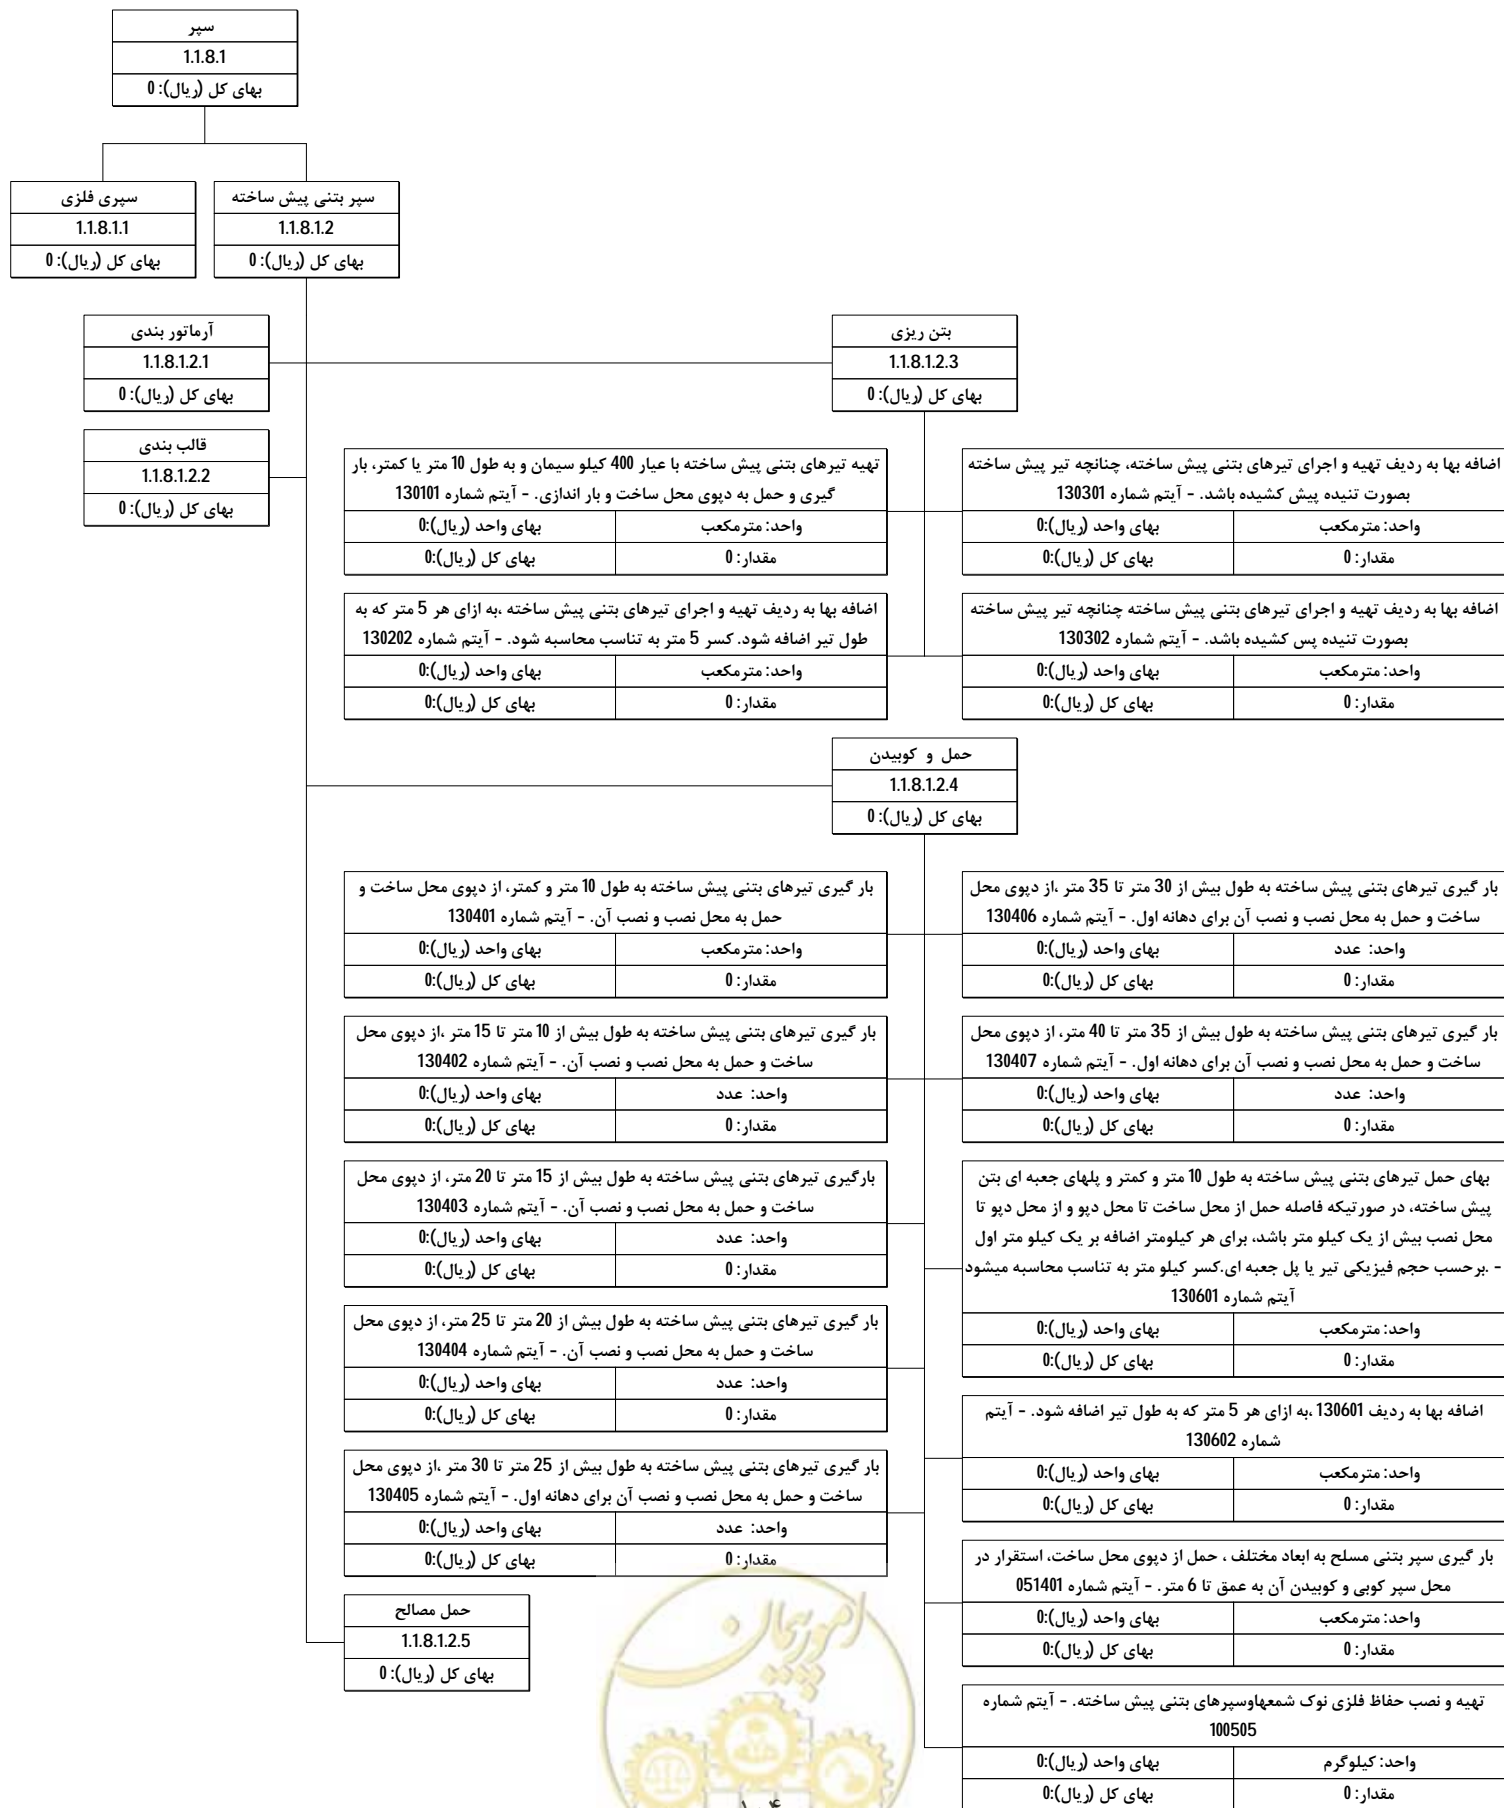 سپر
1.1.8.1
بهای کل (ریال): 0
سپری فلزی
1.1.8.1.1
بهای کل (ریال): 0
سپر بتنی پیش ساخته
1.1.8.1.2
بهای کل (ریال): 0
آرماتور بندی
1.1.8.1.2.1
بهای کل (ریال): 0
قالب بندی
1.1.8.1.2.2
بهای کل (ریال): 0
بتن ریزی
1.1.8.1.2.3
بهای کل (ریال): 0
تهیه تیرهای بتنی پیش ساخته با عیار 400 کیلو سیمان و به طول 10 متر یا کمتر، بار
گیری و حمل به دپوی محل ساخت و بار اندازی. - آیتم شماره 130101
واحد: مترمکعب
بهای واحد (ریال):0
مقدار: 0
بهای کل (ریال):0
اضافه بها به ردیف تهیه و اجرای تیرهای بتنی پیش ساخته ،به ازای هر 5 متر که به
طول تیر اضافه شود. کسر 5 متر به تناسب محاسبه شود. - آیتم شماره 130202
واحد: مترمکعب
بهای واحد (ریال):0
مقدار: 0
بهای کل (ریال):0
اضافه بها به ردیف تهیه و اجرای تیرهای بتنی پیش ساخته، چنانچه تیر پیش ساخته
بصورت تنیده پیش کشیده باشد. - آیتم شماره 130301
واحد: مترمکعب
بهای واحد (ریال):0
مقدار: 0
بهای کل (ریال):0
اضافه بها به ردیف تهیه و اجرای تیرهای بتنی پیش ساخته چنانچه تیر پیش ساخته
بصورت تنیده پس کشیده باشد. - آیتم شماره 130302
واحد: مترمکعب
بهای واحد (ریال):0
مقدار: 0
بهای کل (ریال):0
حمل و کوبیدن
1.1.8.1.2.4
بهای کل (ریال): 0
بار گیری تیرهای بتنی پیش ساخته به طول 10 متر و کمتر، از دپوی محل ساخت و
حمل به محل نصب و نصب آن. - آیتم شماره 130401
واحد: مترمکعب
بهای واحد (ریال):0
مقدار: 0
بهای کل (ریال):0
بار گیری تیرهای بتنی پیش ساخته به طول بیش از 10 متر تا 15 متر ،از دپوی محل
ساخت و حمل به محل نصب و نصب آن. - آیتم شماره 130402
واحد: عدد
بهای واحد (ریال):0
مقدار: 0
بهای کل (ریال):0
بارگیری تیرهای بتنی پیش ساخته به طول بیش از 15 متر تا 20 متر، از دپوی محل
ساخت و حمل به محل نصب و نصب آن. - آیتم شماره 130403
واحد: عدد
بهای واحد (ریال):0
مقدار: 0
بهای کل (ریال):0
بار گیری تیرهای بتنی پیش ساخته به طول بیش از 20 متر تا 25 متر، از دپوی محل
ساخت و حمل به محل نصب و نصب آن. - آیتم شماره 130404
واحد: عدد
بهای واحد (ریال):0
مقدار: 0
بهای کل (ریال):0
بار گیری تیرهای بتنی پیش ساخته به طول بیش از 25 متر تا 30 متر ،از دپوی محل
ساخت و حمل به محل نصب و نصب آن برای دهانه اول. - آیتم شماره 130405
واحد: عدد
بهای واحد (ریال):0
مقدار: 0
بهای کل (ریال):0
بار گیری تیرهای بتنی پیش ساخته به طول بیش از 30 متر تا 35 متر ،از دپوی محل
ساخت و حمل به محل نصب و نصب آن برای دهانه اول. - آیتم شماره 130406
واحد: عدد
بهای واحد (ریال):0
مقدار: 0
بهای کل (ریال):0
بار گیری تیرهای بتنی پیش ساخته به طول بیش از 35 متر تا 40 متر، از دپوی محل
ساخت و حمل به محل نصب و نصب آن برای دهانه اول. - آیتم شماره 130407
واحد: عدد
بهای واحد (ریال):0
مقدار: 0
بهای کل (ریال):0
بهای حمل تیرهای بتنی پیش ساخته به طول 10 متر و کمتر و پلهای جعبه ای بتن
پیش ساخته، در صورتیکه فاصله حمل از محل ساخت تا محل دپو و از محل دپو تا
محل نصب بیش از یک کیلو متر باشد، برای هر کیلومتر اضافه بر یک کیلو متر اول
برحسب حجم فیزیکی تیر یا پل جعبه ای.کسر کیلو متر به تناسب محاسبه میشود. -
آیتم شماره 130601
واحد: مترمکعب
بهای واحد (ریال):0
مقدار: 0
بهای کل (ریال):0
اضافه بها به ردیف 130601 ،به ازای هر 5 متر که به طول تیر اضافه شود. - آیتم
شماره 130602
واحد: مترمکعب
بهای واحد (ریال):0
مقدار: 0
بهای کل (ریال):0
بار گیری سپر بتنی مسلح به ابعاد مختلف ، حمل از دپوی محل ساخت، استقرار در
محل سپر کوبی و کوبیدن آن به عمق تا 6 متر. - آیتم شماره 051401
واحد: مترمکعب
بهای واحد (ریال):0
مقدار: 0
بهای کل (ریال):0
تهیه و نصب حفاظ فلزی نوک شمعهاوسپرهای بتنی پیش ساخته. - آیتم شماره
100505
واحد: کیلوگرم
بهای واحد (ریال):0
مقدار: 0
بهای کل (ریال):0
حمل مصالح
1.1.8.1.2.5
بهای کل (ریال): 0
امور پیمان
۱۰۴